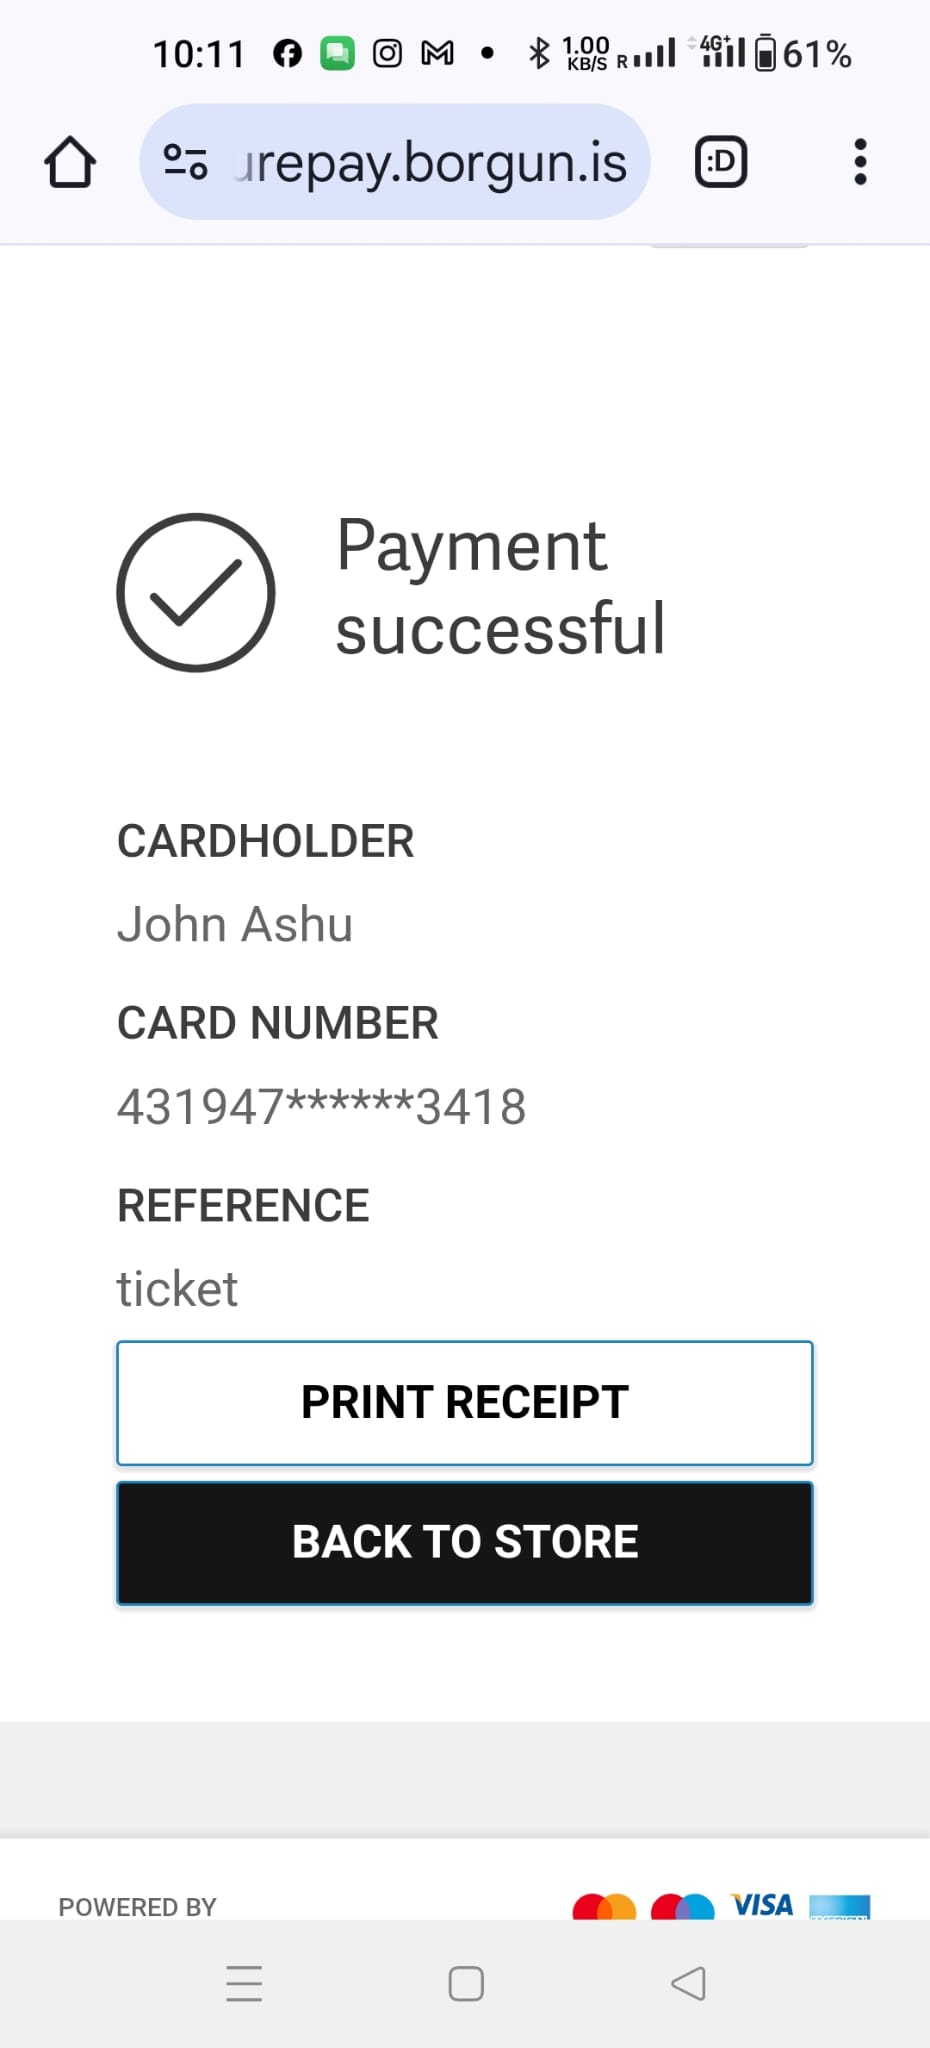 10:11 1.00 KB/S R 4G+ 61%
urepay.borgun.is :D
Payment
successful
CARDHOLDER
John Ashu
CARD NUMBER
431947******3418
REFERENCE
ticket
PRINT RECEIPT
BACK TO STORE
POWERED BY VISA